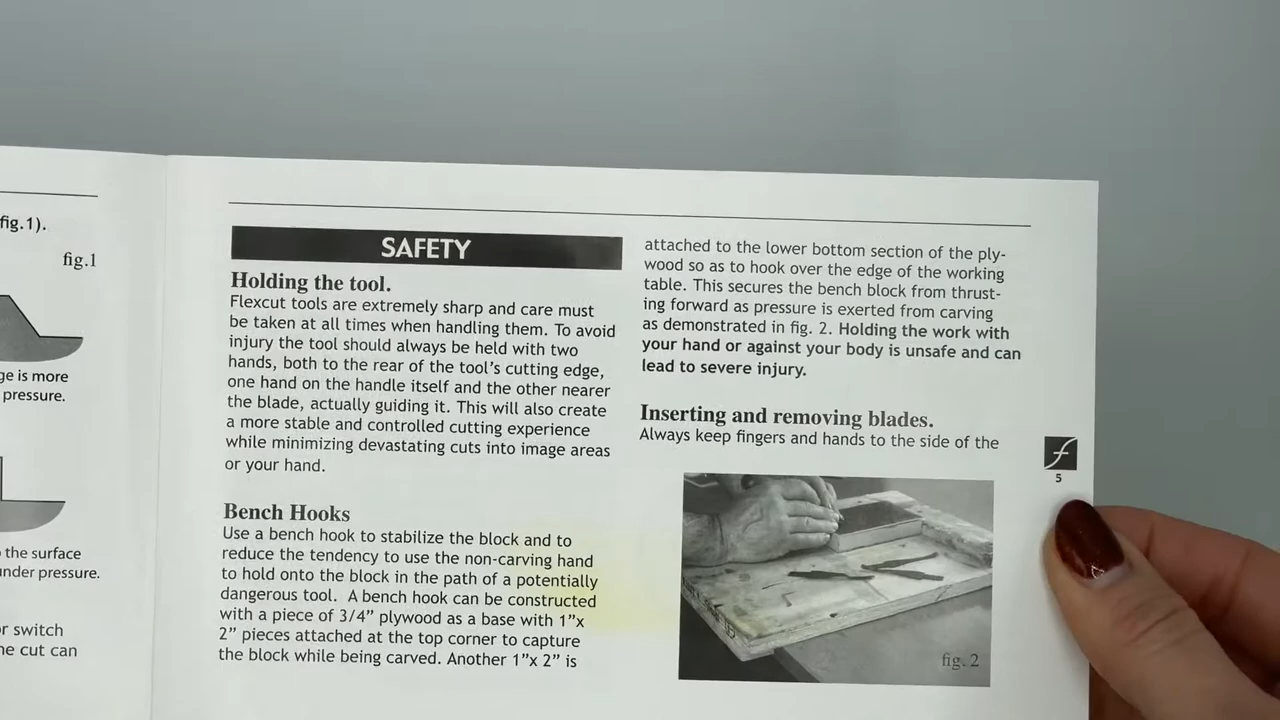 fig.1).
fig.1
ge is more
pressure.
the surface
under pressure.
r switch
cut can
SAFETY
Holding the tool.
Flexcut tools are extremely sharp and care must
be taken at all times when handling them. To avoid
injury the tool should always be held with two
hands, both to the rear of the tool’s cutting edge,
one hand on the handle itself and the other nearer
the blade, actually guiding it. This will also create
a more stable and controlled cutting experience
while minimizing devastating cuts into image areas
or your hand.
Bench Hooks
Use a bench hook to stabilize the block and to
reduce the tendency to use the non-carving hand
to hold onto the block in the path of a potentially
dangerous tool. A bench hook can be constructed
with a piece of 3/4” plywood as a base with 1”x
2” pieces attached at the top corner to capture
the block while being carved. Another 1”x 2” is
attached to the lower bottom section of the ply-
wood so as to hook over the edge of the working
table. This secures the bench block from thrust-
ing forward as pressure is exerted from carving
as demonstrated in fig. 2. Holding the work with
your hand or against your body is unsafe and can
lead to severe injury.
Inserting and removing blades.
Always keep fingers and hands to the side of the
fig. 2
f
5